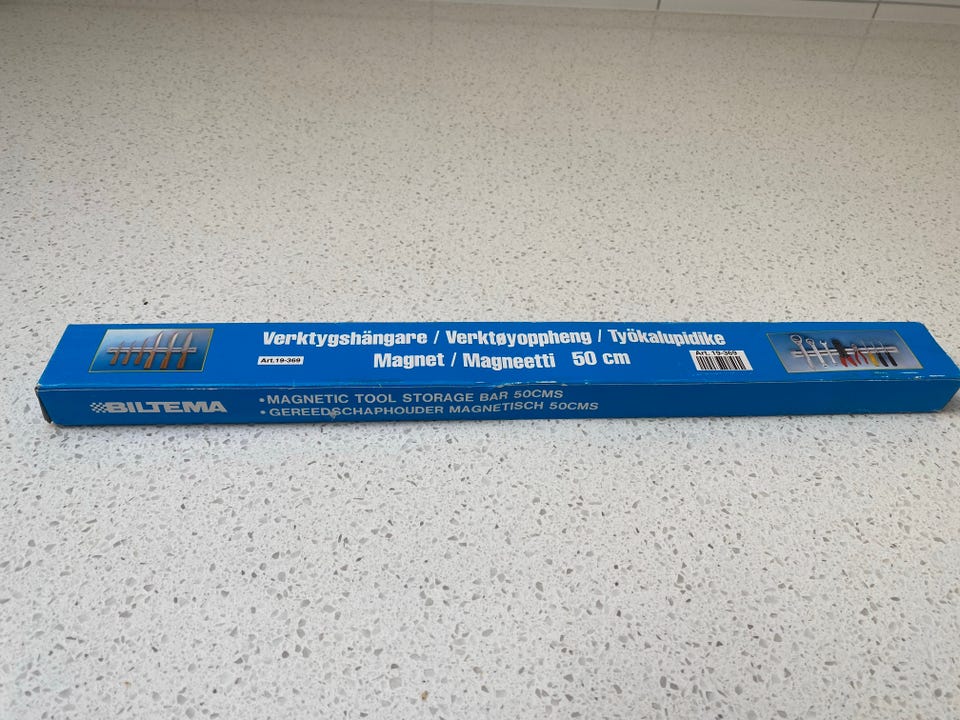 Verktygshängare / Verktøyoppheng / Työkalupidike
Art.19-369
Magnet / Magneetti 50 cm
Art. 19-369
BILTEMA
•MAGNETIC TOOL STORAGE BAR 50CMS
•GEREEDSCHAPHOUDER MAGNETISCH 50CMS